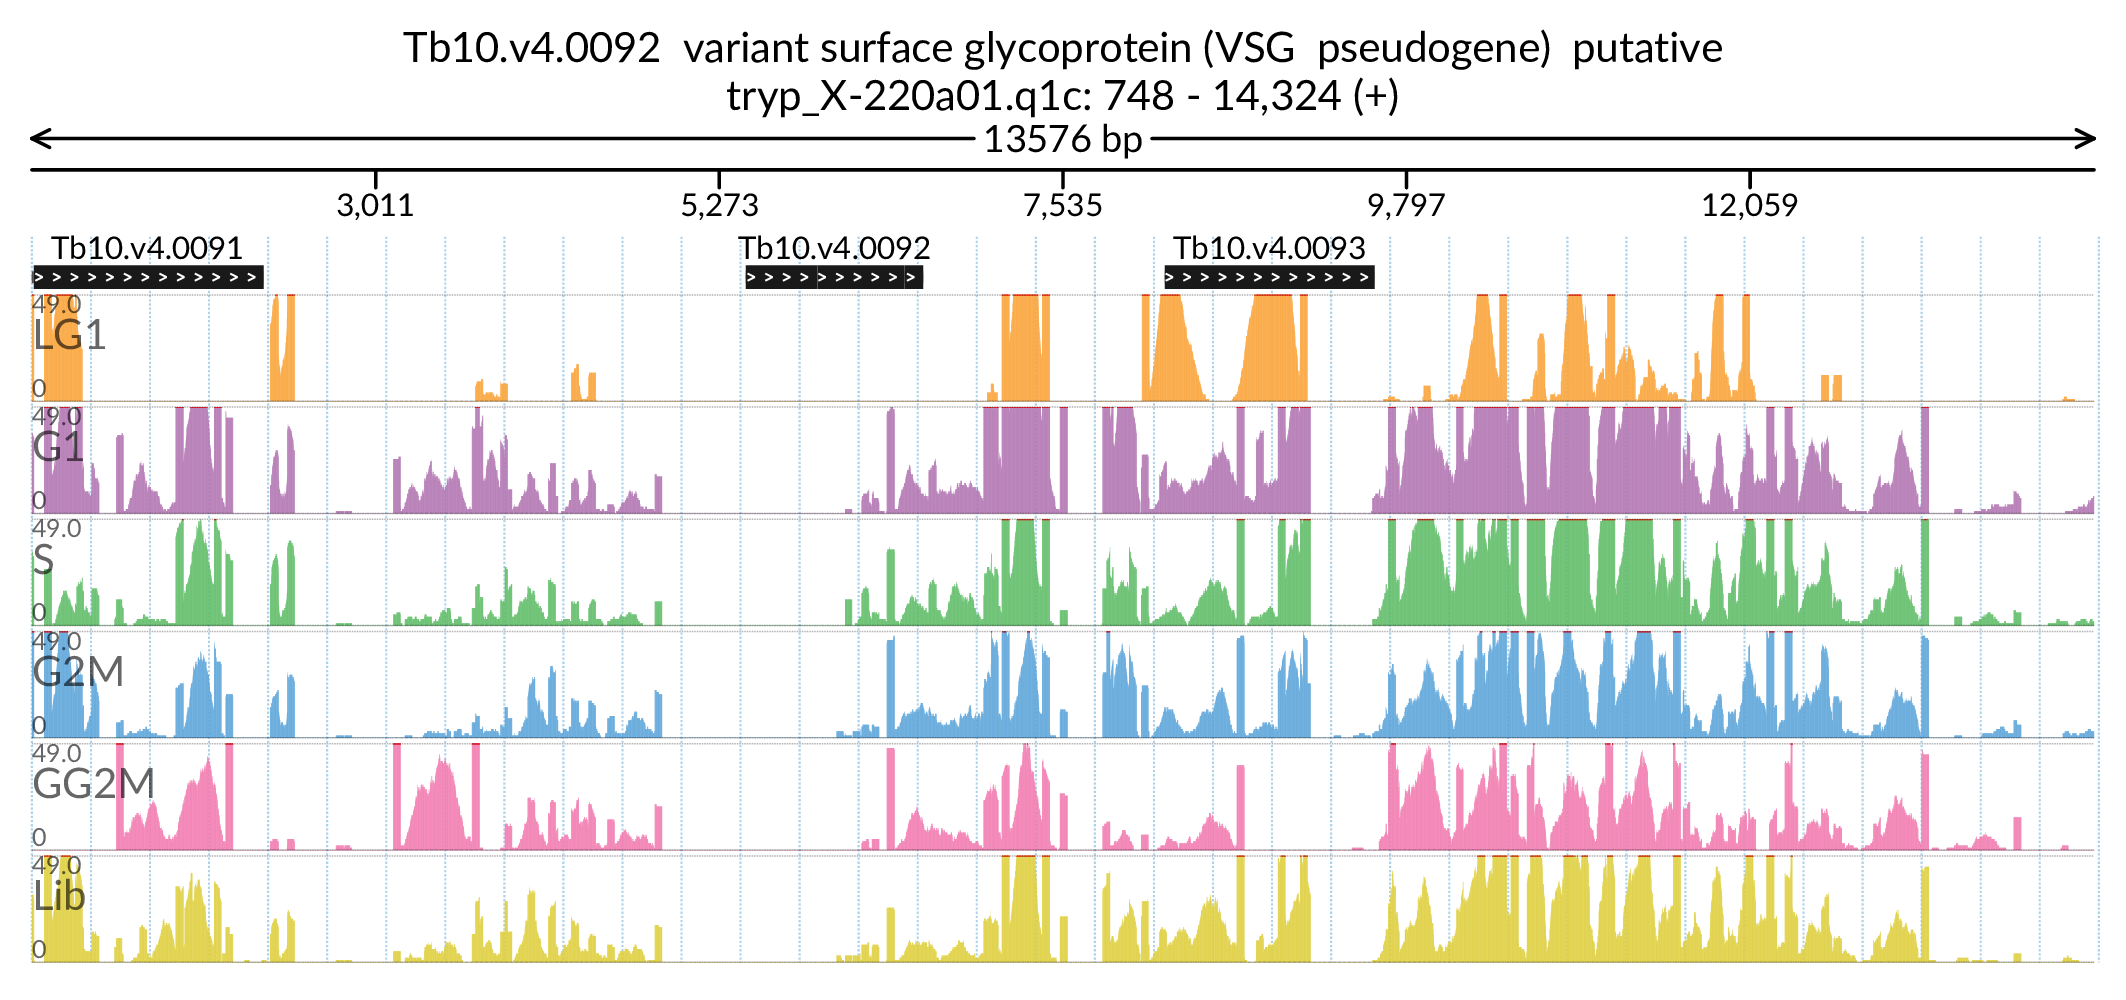 Tb10.v4.0092  variant surface glycoprotein (VSG  pseudogene)  putative
tryp_X-220a01.q1c: 748 - 14,324 (+)
13576 bp
3,011 5,273 7,535 9,797 12,059
Tb10.v4.0091 Tb10.v4.0092 Tb10.v4.0093
49.0
LG1
0
49.0
G1
0
49.0
S
0
49.0
G2M
0
49.0
GG2M
0
49.0
Lib
0